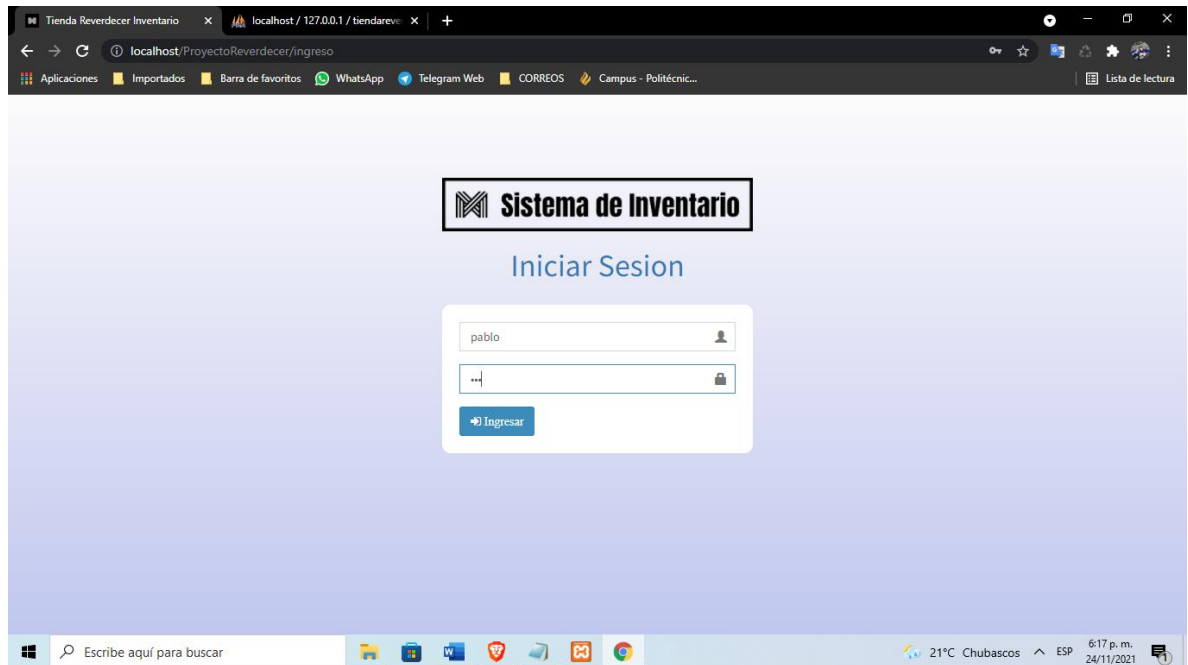 Tienda Reverdecer Inventario
localhost / 127.0.0.1 / tiendareve
localhost/ProyectoReverdecer/ingreso
Aplicaciones Importados Barra de favoritos WhatsApp Telegram Web CORREOS Campus - Politécnic... Lista de lectura
Sistema de Inventario
Iniciar Sesion
pablo
•••
Ingresar
Escribe aquí para buscar
21°C Chubascos ESP 6:17 p. m.
24/11/2021